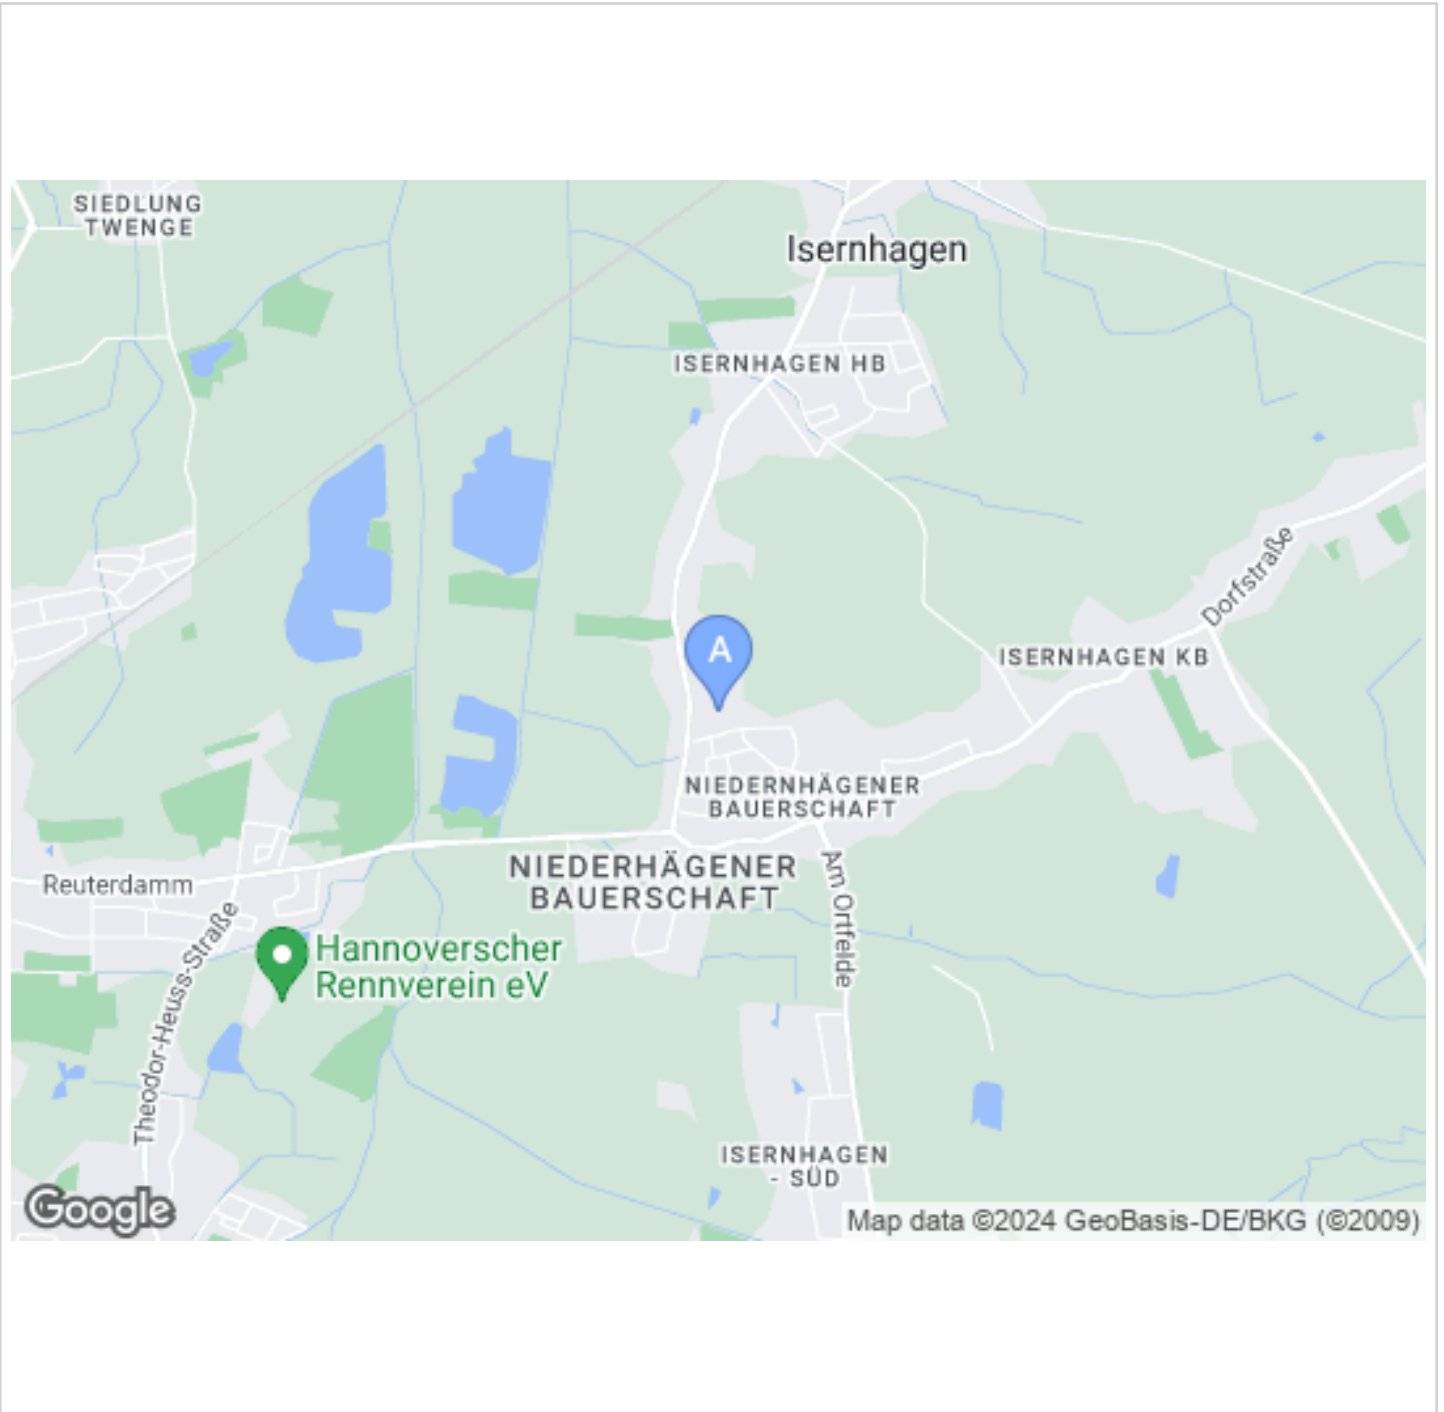 SIEDLUNG
TWENGE
Isernhagen
ISERNHAGEN HB
Dorfstraße
A
ISERNHAGEN KB
NIEDERNHÄGENER
BAUERSCHAFT
NIEDERHÄGENER
BAUERSCHAFT
Reuterdamm
Am Ortfelde
Theodor-Heuss-Straße
Hannoverscher
Rennverein eV
ISERNHAGEN
- SÜD
Google
Map data ©2024 GeoBasis-DE/BKG (©2009)